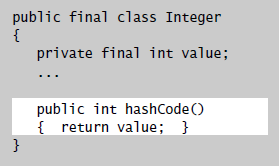 public final class Integer
{
   private final int value;
   ...
   public int hashCode()
   {  return value;  }
}